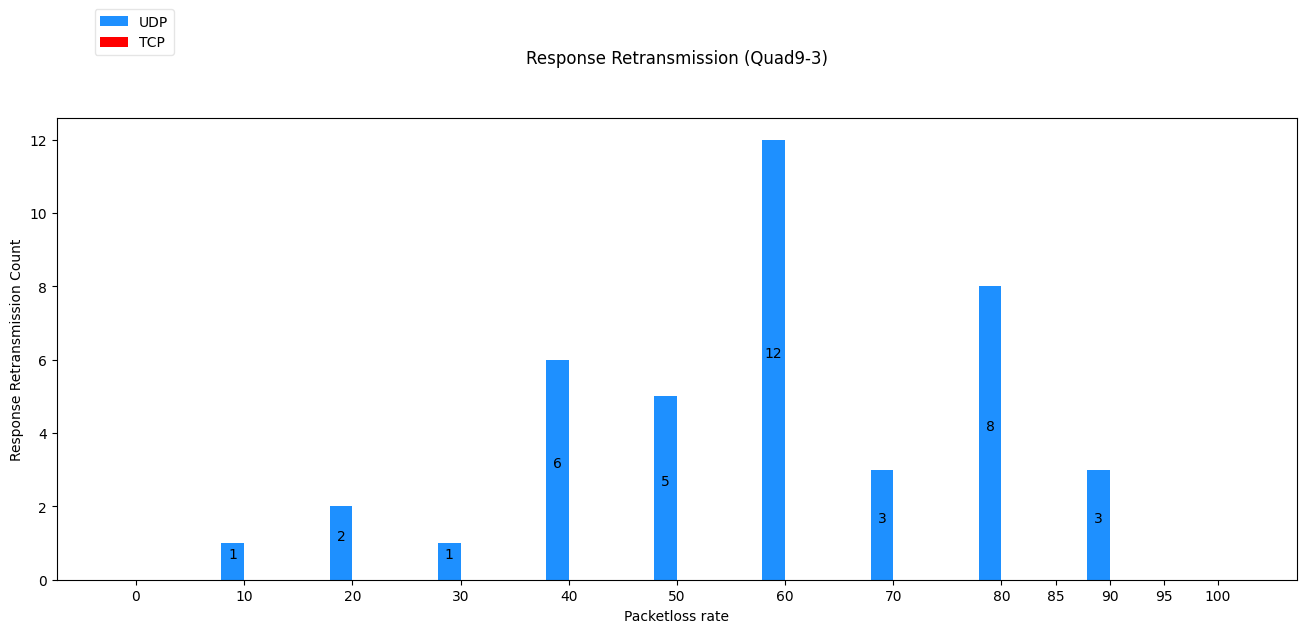 UDP
TCP
Response Retransmission (Quad9-3)
Response Retransmission Count
12
10
8
6
4
2
0
1
2
1
6
5
12
3
8
3
0 10 20 30 40 50 60 70 80 85 90 95 100
Packetloss rate